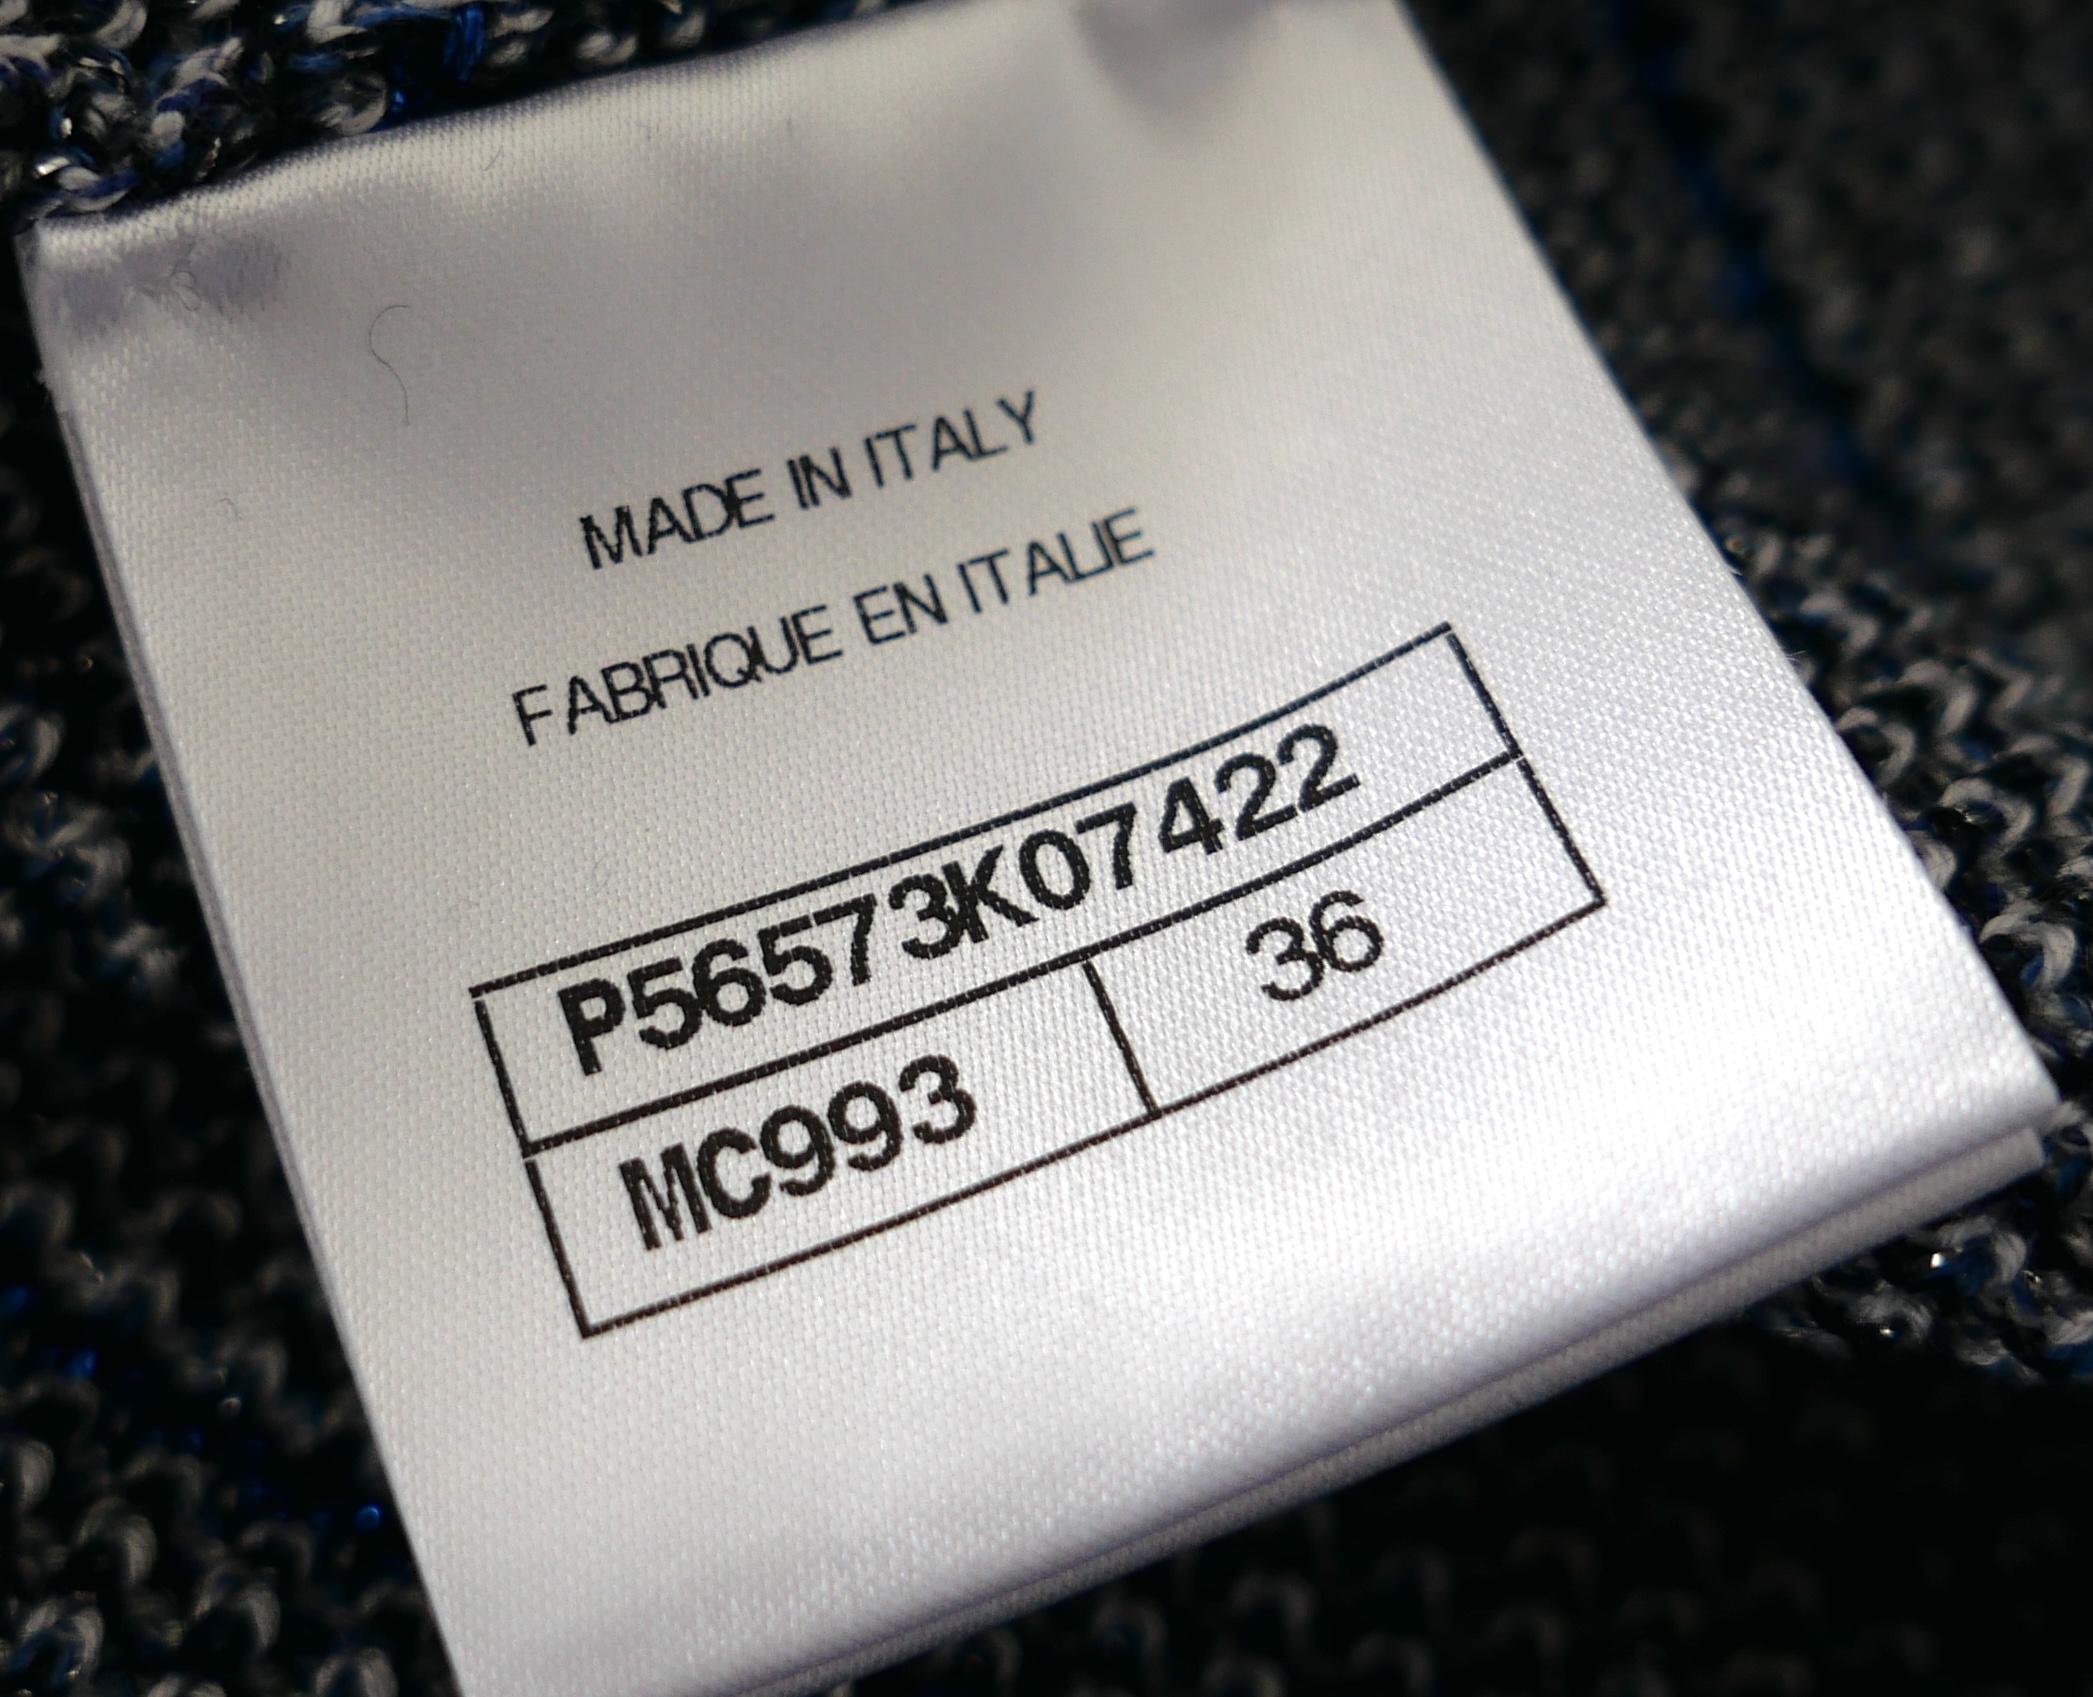 MADE IN ITALY
FABRIQUE EN ITALIE
P56573K07422
MC993 36